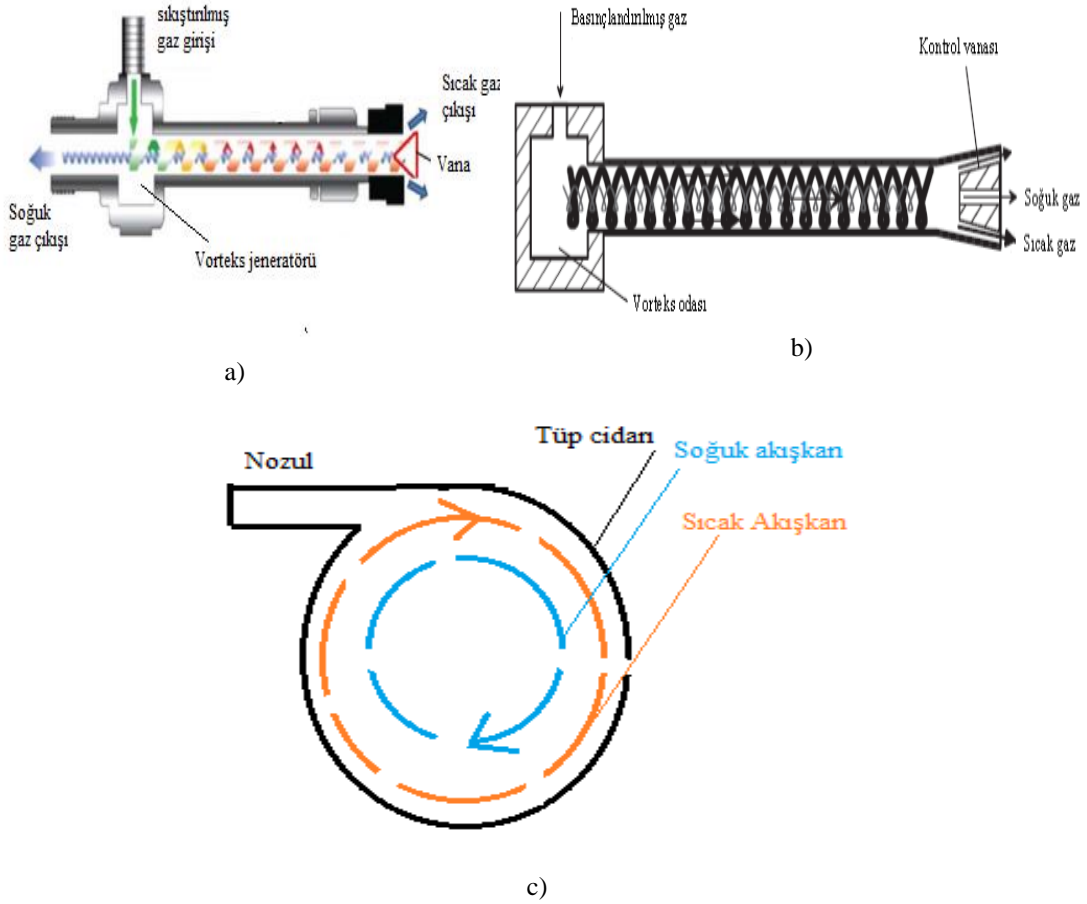 sıkıştırılmış
gaz girişi
Sıcak gaz
çıkışı
Vana
Soğuk
gaz çıkışı
Vorteks jeneratörü
a)
Basınçlandırılmış gaz
Kontrol vanası
Soğuk gaz
Sıcak gaz
Vorteks odası
b)
Nozul
Tüp cidarı
Soğuk akışkan
Sıcak Akışkan
c)